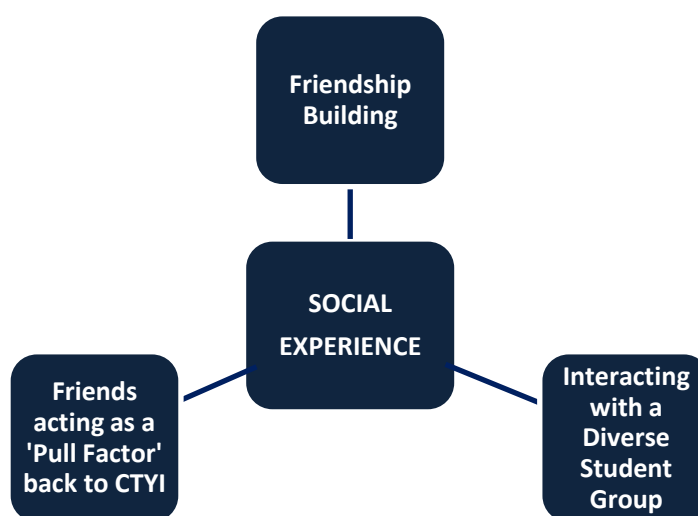 Friendship
Building
SOCIAL
EXPERIENCE
Friends
acting as a
'Pull Factor'
back to CTYI
Interacting
with a
Diverse
Student
Group